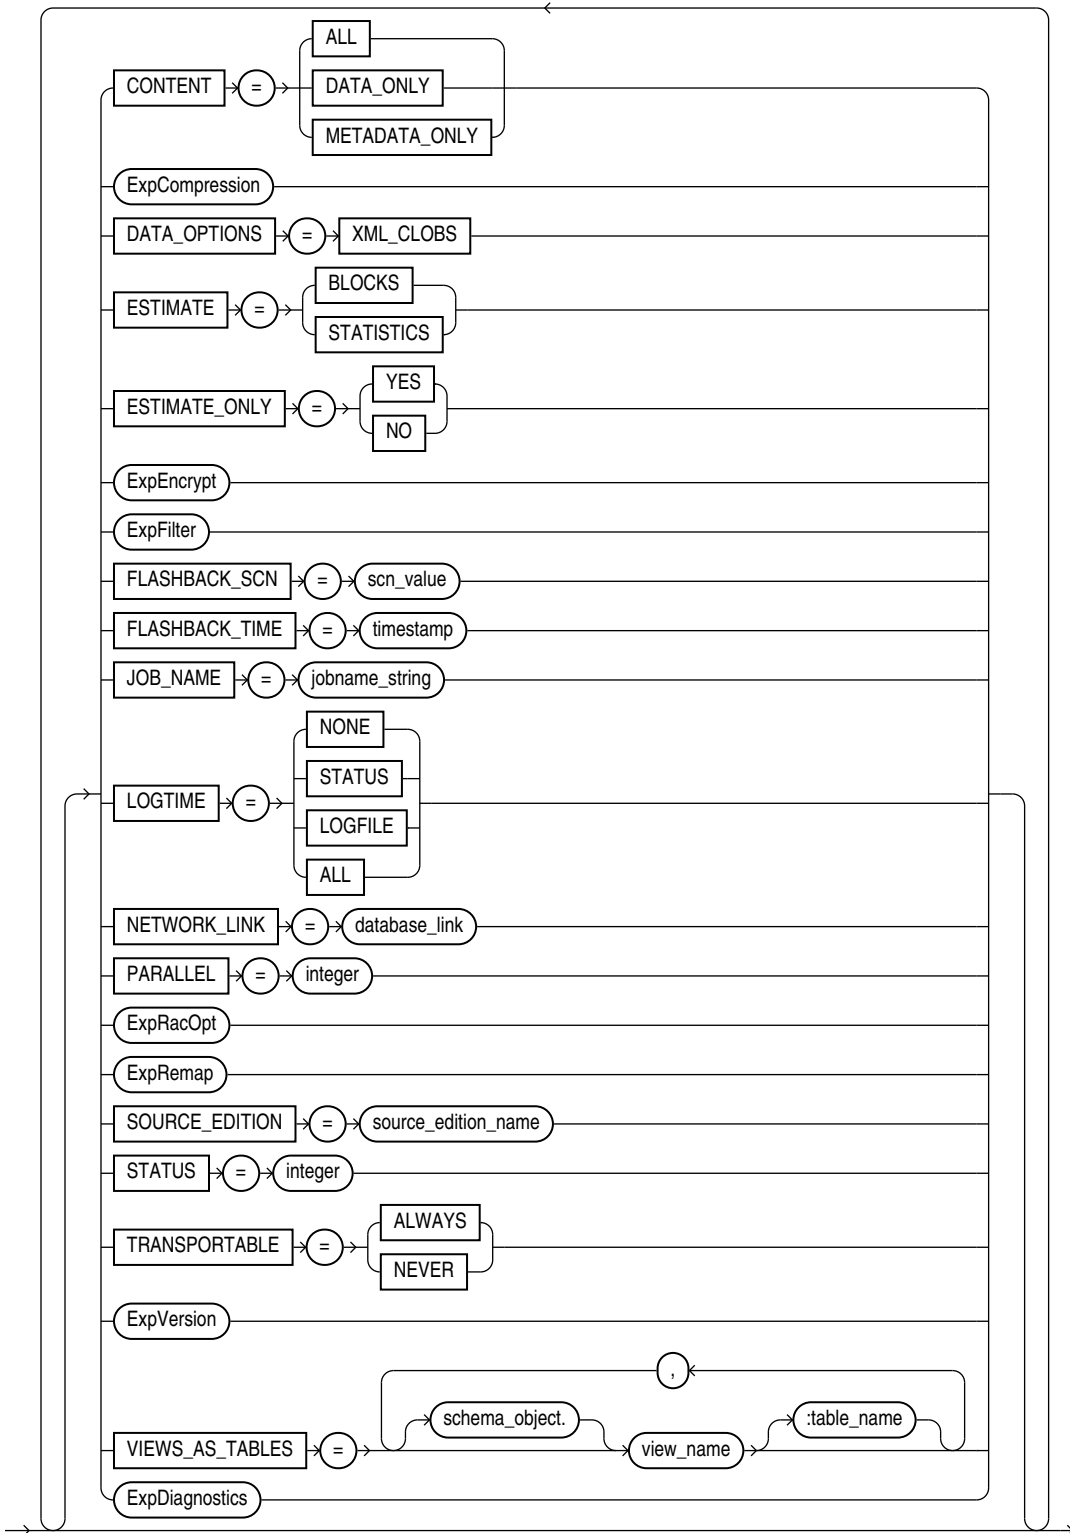 ALL
CONTENT = DATA_ONLY
METADATA_ONLY
ExpCompression
DATA_OPTIONS = XML_CLOBS
BLOCKS
ESTIMATE =
STATISTICS
YES
ESTIMATE_ONLY =
NO
ExpEncrypt
ExpFilter
FLASHBACK_SCN = scn_value
FLASHBACK_TIME = timestamp
JOB_NAME = jobname_string
NONE
STATUS
LOGTIME =
LOGFILE
ALL
NETWORK_LINK = database_link
PARALLEL = integer
ExpRacOpt
ExpRemap
SOURCE_EDITION = source_edition_name
STATUS = integer
ALWAYS
TRANSPORTABLE =
NEVER
ExpVersion
,
schema_object. :table_name
VIEWS_AS_TABLES = view_name
ExpDiagnostics